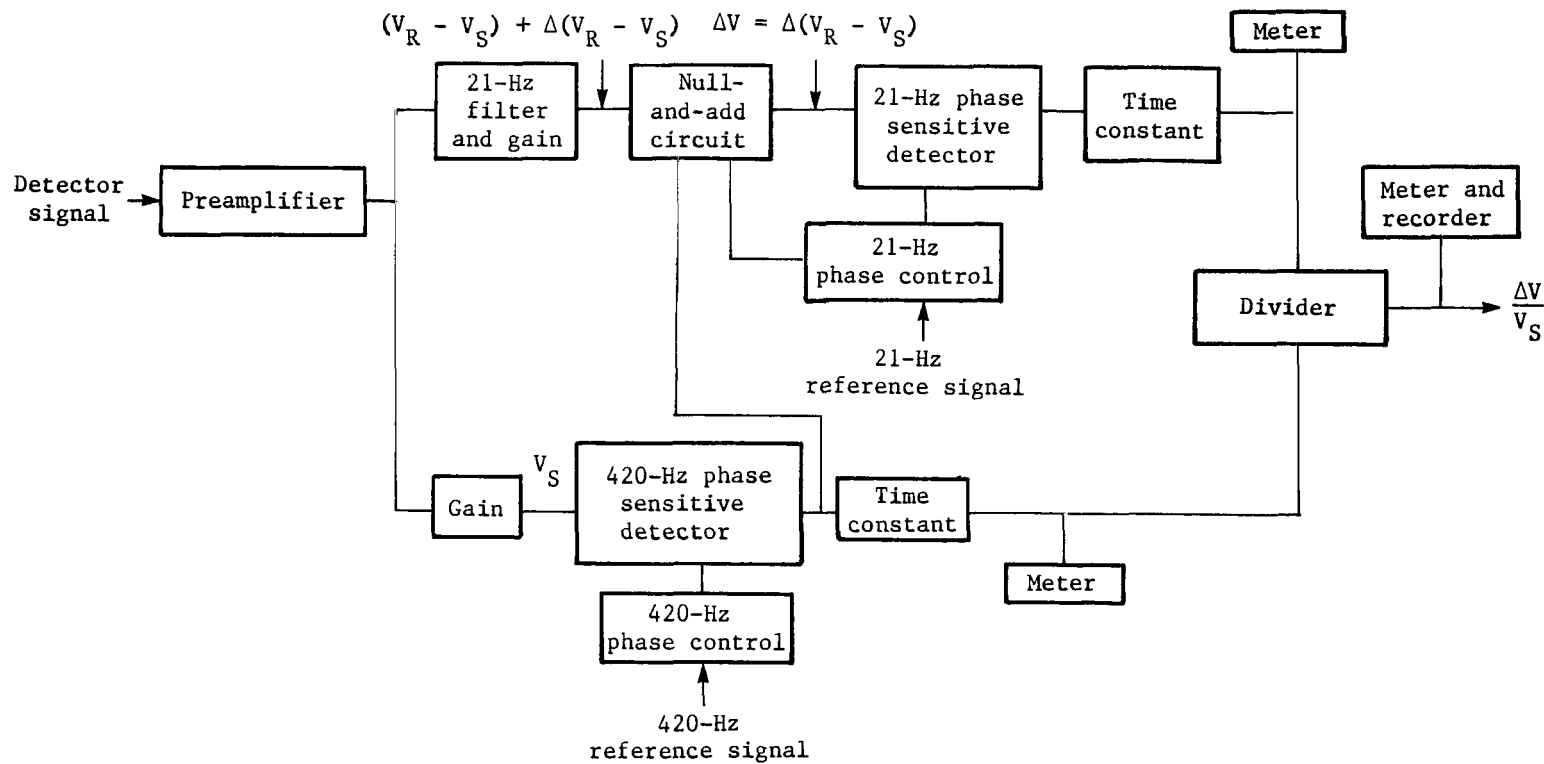 (V_R – V_S) + Δ(V_R – V_S)
ΔV = Δ(V_R – V_S)
Meter
21-Hz
filter
and gain
Null-
and-add
circuit
21-Hz phase
sensitive
detector
Time
constant
Detector
signal
Preamplifier
Meter and
recorder
21-Hz
phase control
Divider
ΔV
V_S
21-Hz
reference signal
V_S
Gain
420-Hz phase
sensitive
detector
Time
constant
Meter
420-Hz
phase control
420-Hz
reference signal